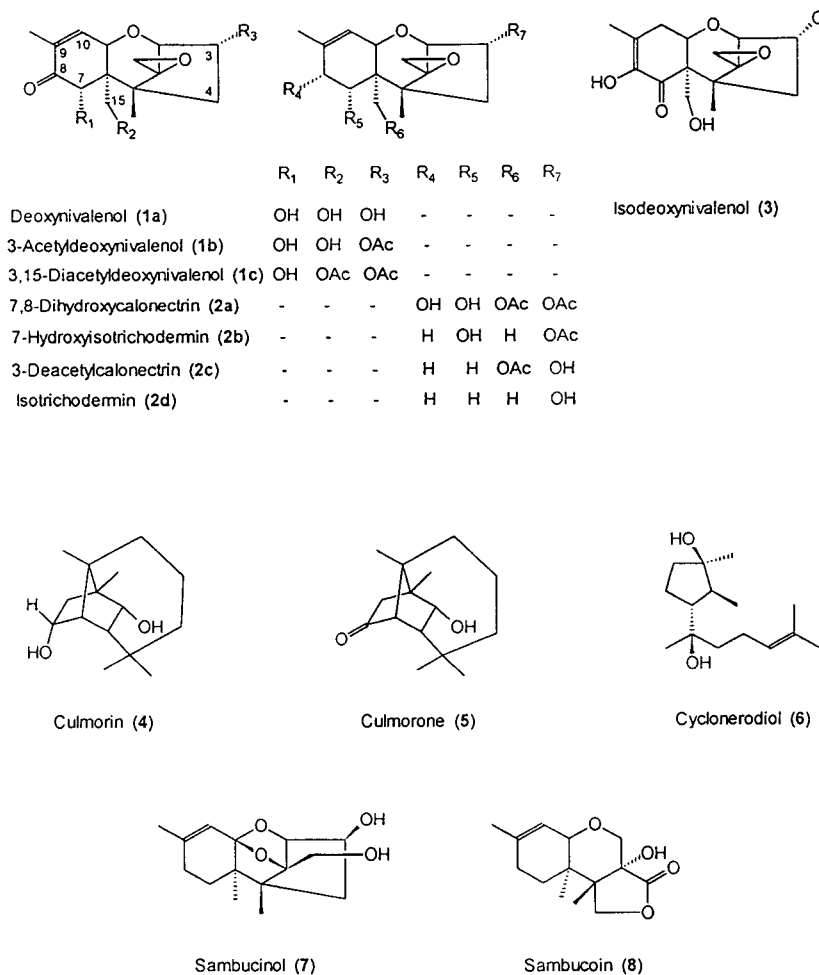 O
R₃
10
9
3
8
7
4
15
O
O
R₁
R₂
O
R₇
O
R₄
R₅
R₆
O
O
HO
O
OH
R₁ R₂ R₃ R₄ R₅ R₆ R₇
Isodeoxynivalenol (3)
Deoxynivalenol (1a) OH OH OH - - - -
3-Acetyldeoxynivalenol (1b) OH OH OAc - - - -
3,15-Diacetyldeoxynivalenol (1c) OH OAc OAc - - - -
7,8-Dihydroxycalonectrin (2a) - - - OH OH OAc OAc
7-Hydroxyisotrichodermin (2b) - - - H OH H OAc
3-Deacetylcalonectrin (2c) - - - H H OAc OH
Isotrichodermin (2d) - - - H H H OH
H
OH
HO
Culmorin (4)
O
OH
Culmorone (5)
HO
OH
Cyclonerodiol (6)
O
OH
O
OH
Sambucinol (7)
O
OH
O
O
Sambucoin (8)